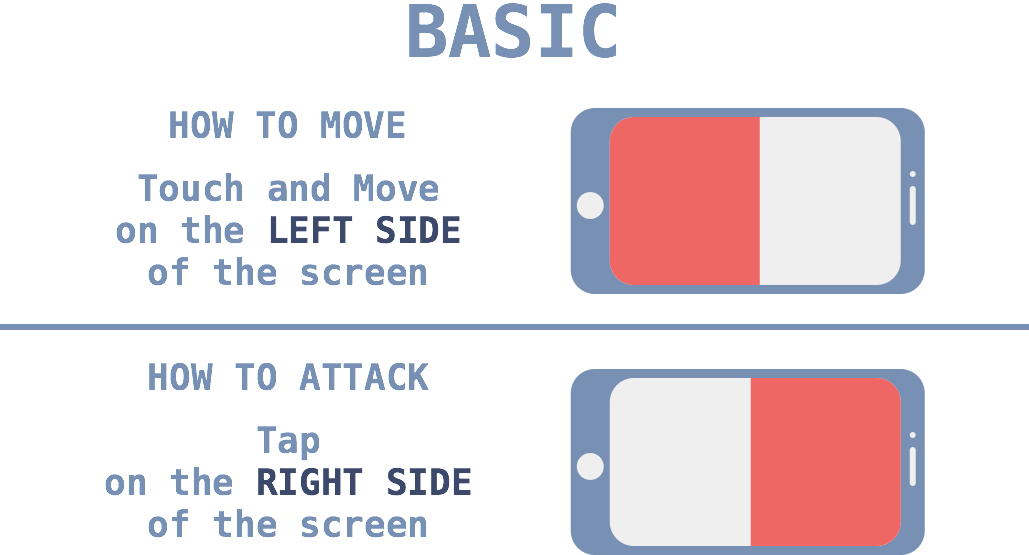 BASIC
HOW TO MOVE
Touch and Move
on the LEFT SIDE
of the screen
HOW TO ATTACK
Tap
on the RIGHT SIDE
of the screen